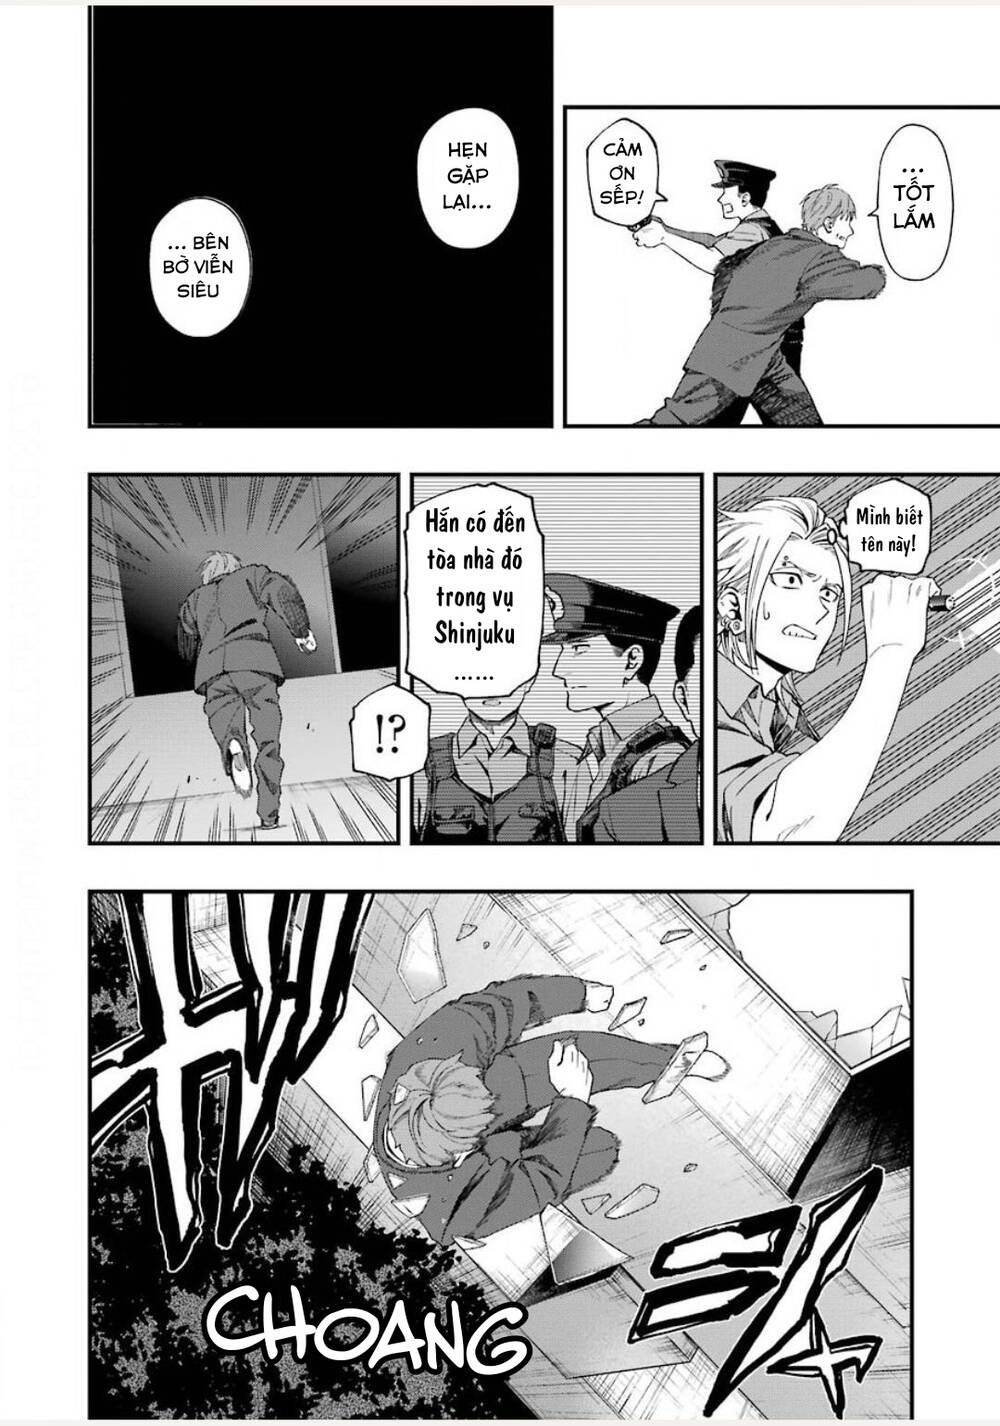 ...
TỐT
LẮM
CẢM
ƠN
SẾP!
HẸN
GẶP
LẠI...
... BÊN
BỜ VIỄN
SIÊU
Mình biết
tên này!
Hắn có đến
tòa nhà đó
trong vụ
Shinjuku
......
!?
CHOANG